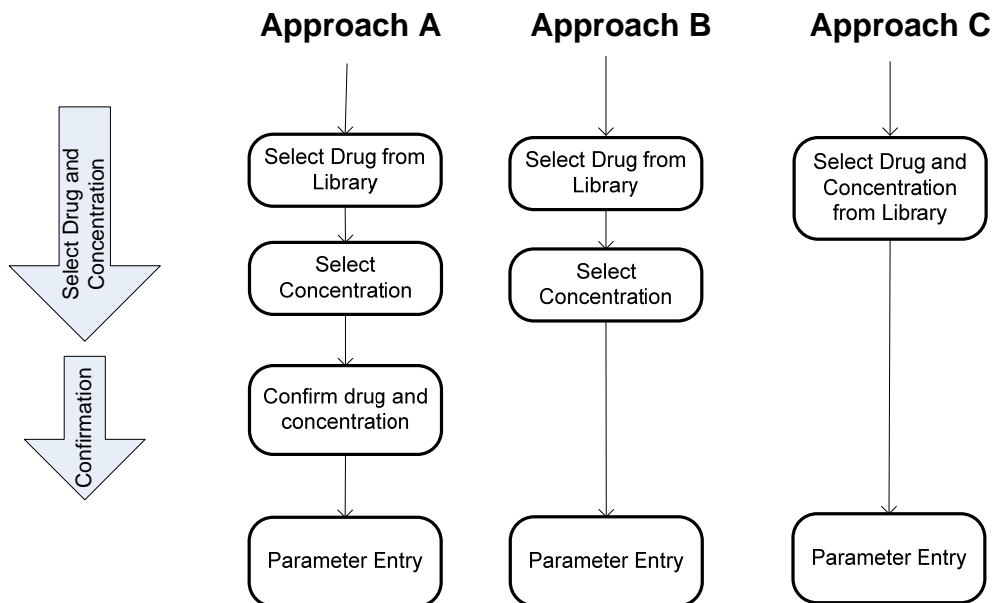 Approach A
Approach B
Approach C
Select Drug and
Concentration
Confirmation
Select Drug from
Library
Select
Concentration
Confirm drug and
concentration
Parameter Entry
Select Drug from
Library
Select
Concentration
Parameter Entry
Select Drug and
Concentration
from Library
Parameter Entry